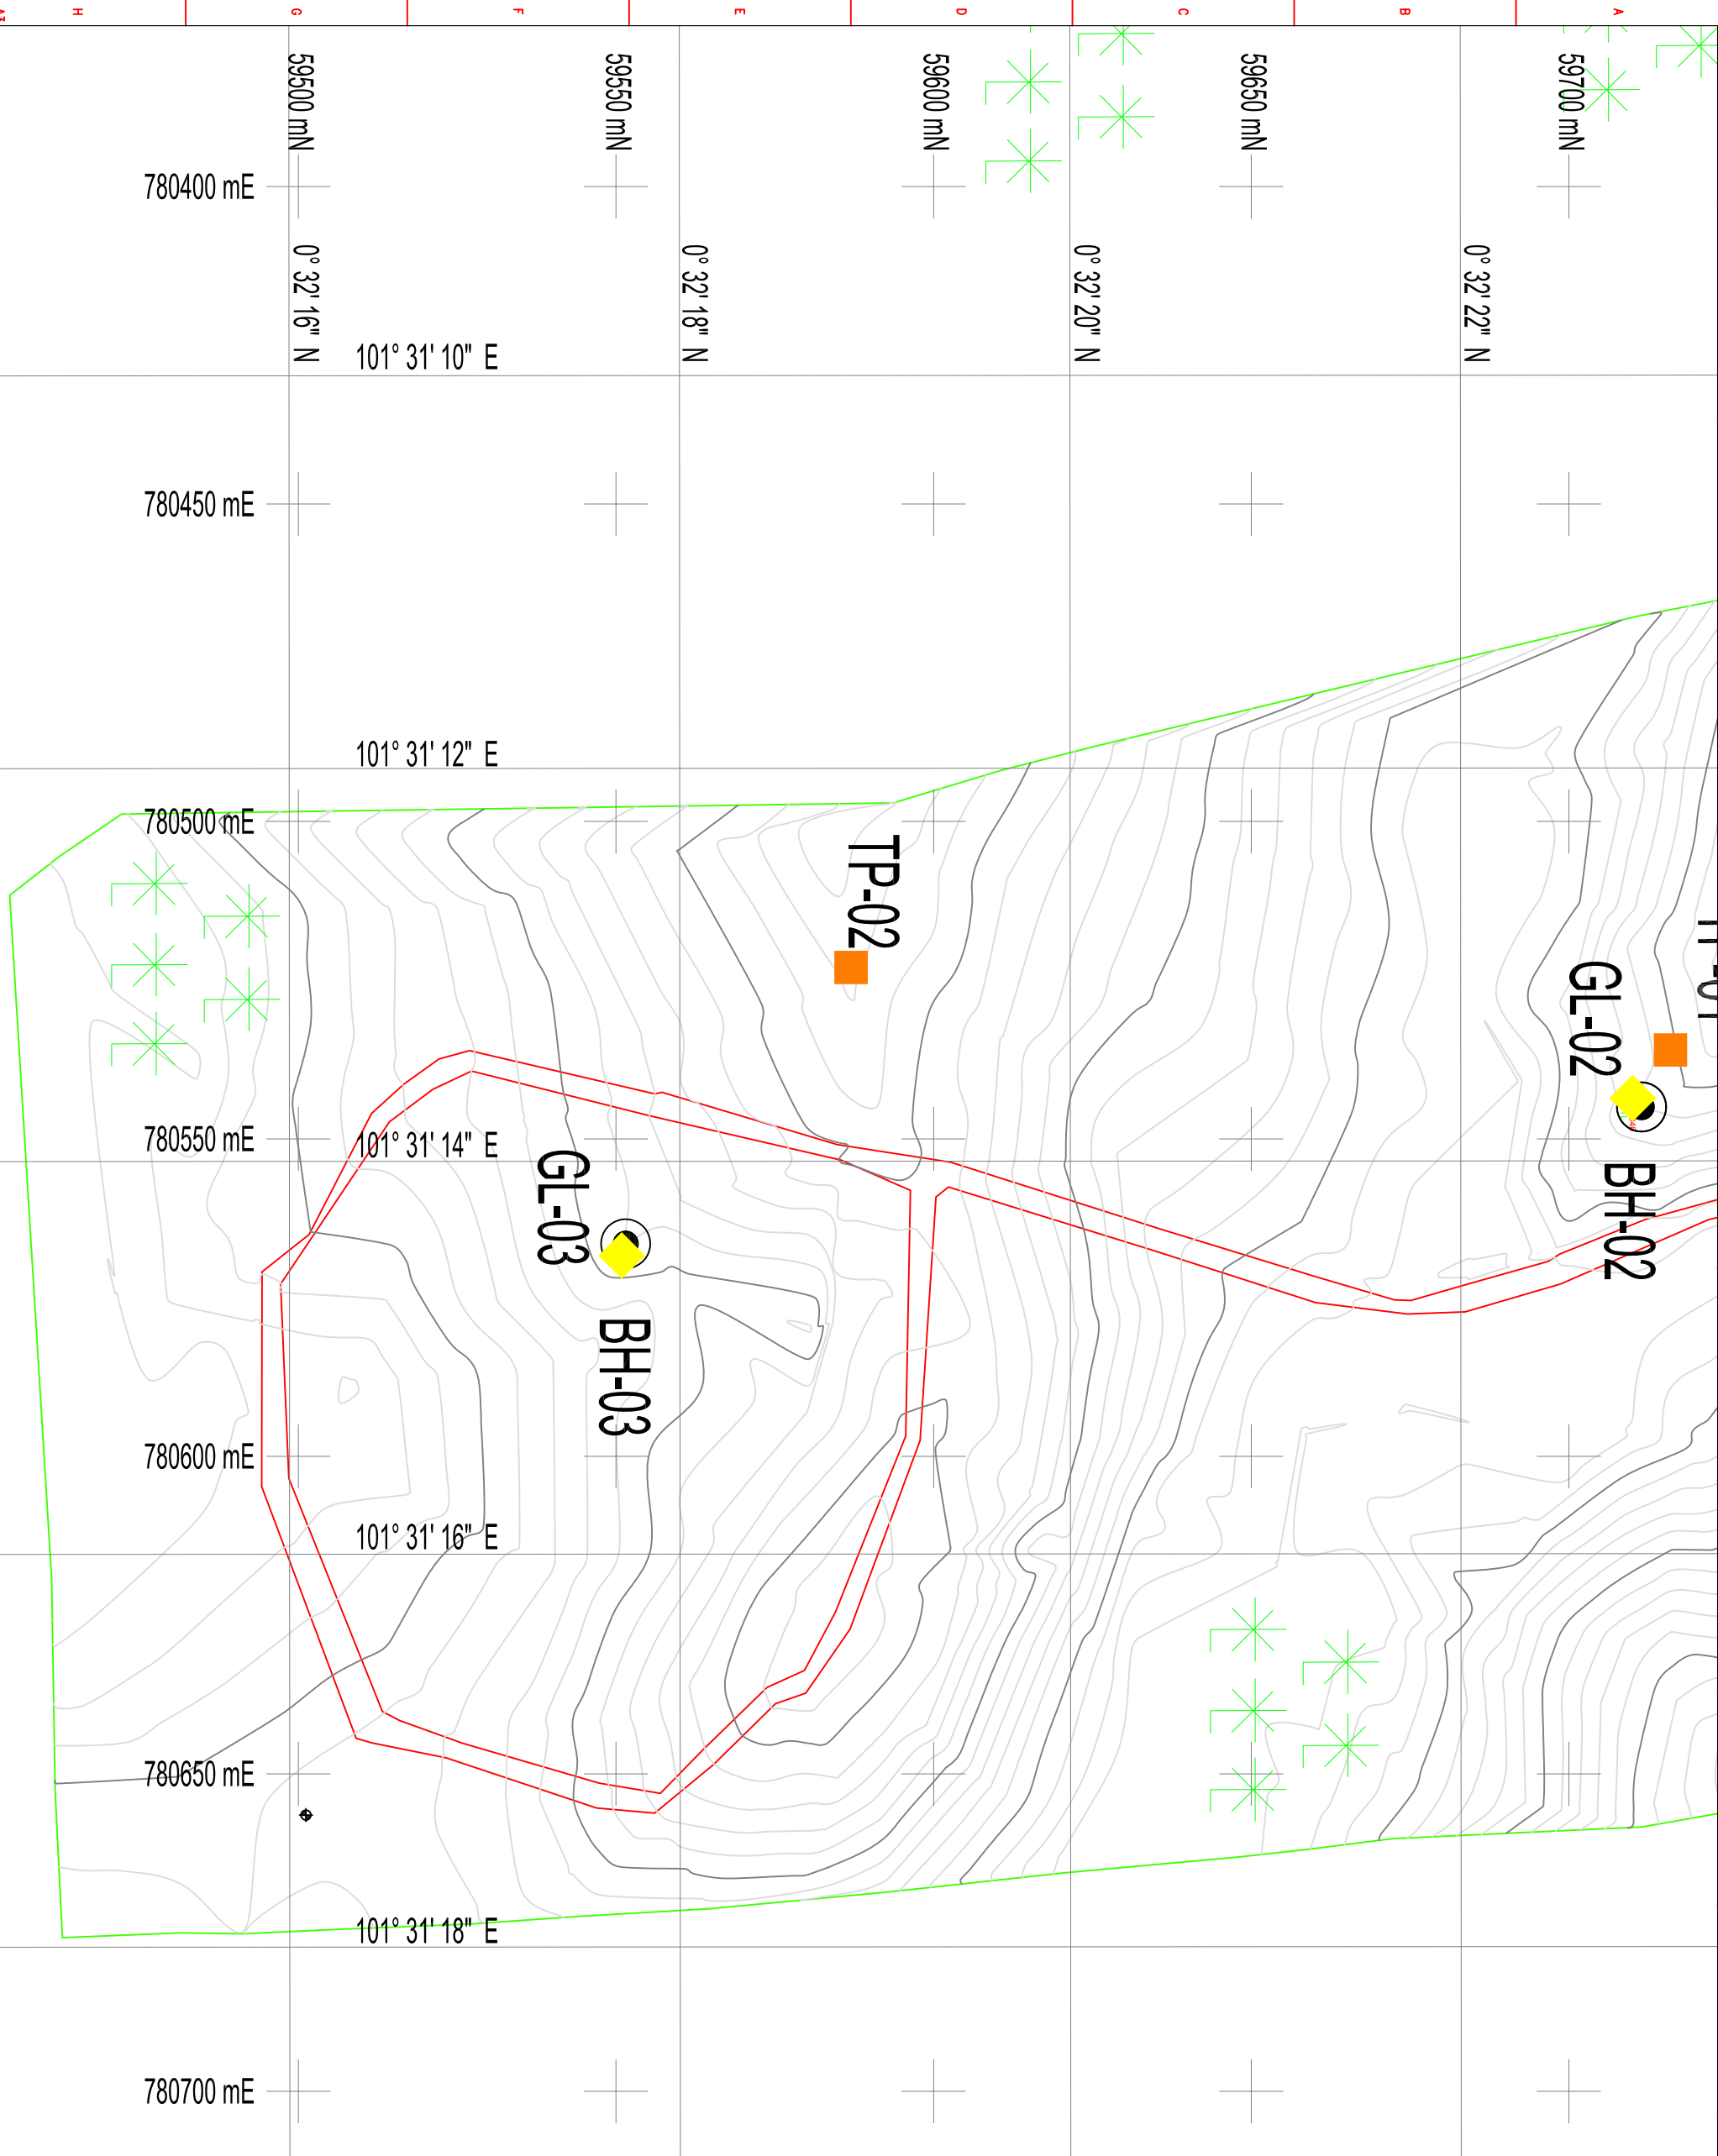 H
G
F
E
D
C
B
A
59500 mN
59550 mN
59600 mN
59650 mN
59700 mN
780400 mE
0° 32' 16" N
0° 32' 18" N
0° 32' 20" N
0° 32' 22" N
101° 31' 10" E
780450 mE
101° 31' 12" E
780500 mE
TP-02
GL-02
780550 mE
101° 31' 14" E
GL-03
BH-02
BH-03
780600 mE
101° 31' 16" E
780650 mE
101° 31' 18" E
780700 mE